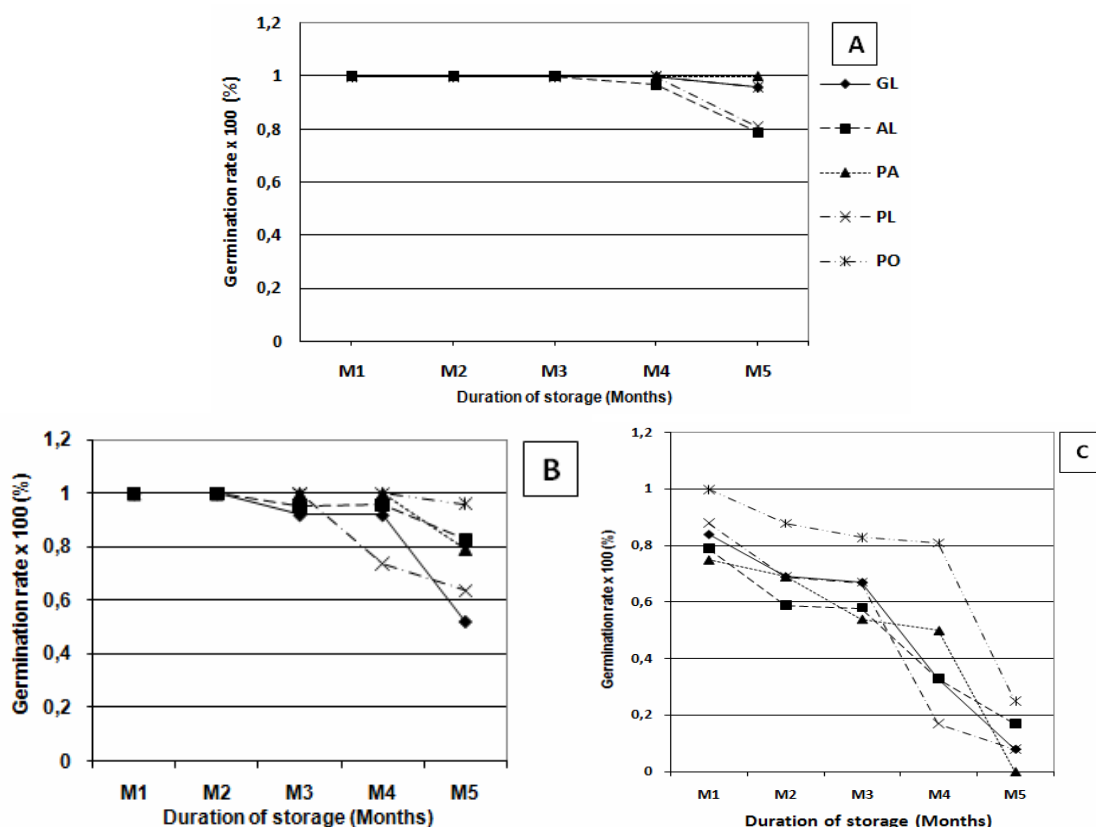 1,2
1
0,8
0,6
0,4
0,2
0
Germination rate x 100 (%)
M1 M2 M3 M4 M5
Duration of storage (Months)
A
GL
AL
PA
PL
PO
1,2
1
0,8
0,6
0,4
0,2
0
Germination rate x 100 (%)
M1 M2 M3 M4 M5
Duration of storage (Months)
B
1,2
1
0,8
0,6
0,4
0,2
0
Germination rate x 100 (%)
M1 M2 M3 M4 M5
Duration of storage (Months)
C